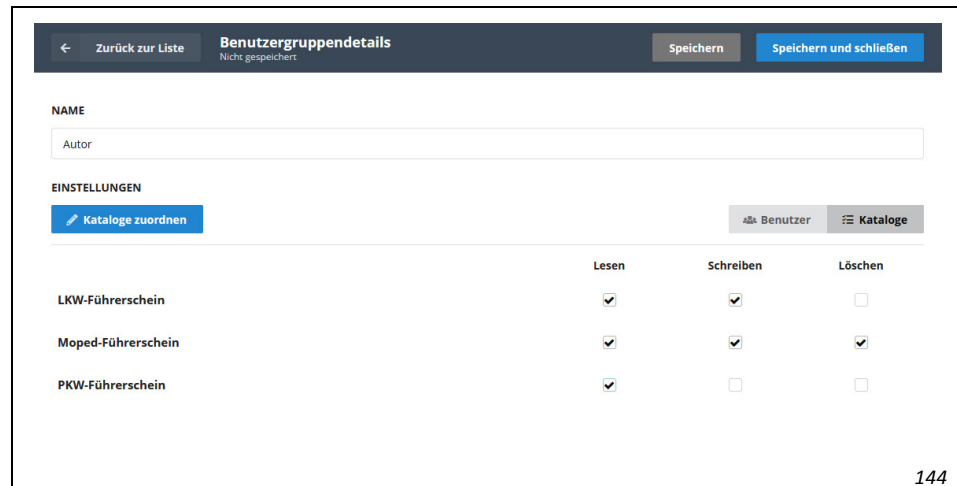 Zurück zur Liste
Benutzergruppendetails
Nicht gespeichert
Speichern
Speichern und schließen
NAME
Autor
EINSTELLUNGEN
Kataloge zuordnen
Benutzer
Kataloge
Lesen Schreiben Löschen
LKW-Führerschein
Moped-Führerschein
PKW-Führerschein
144